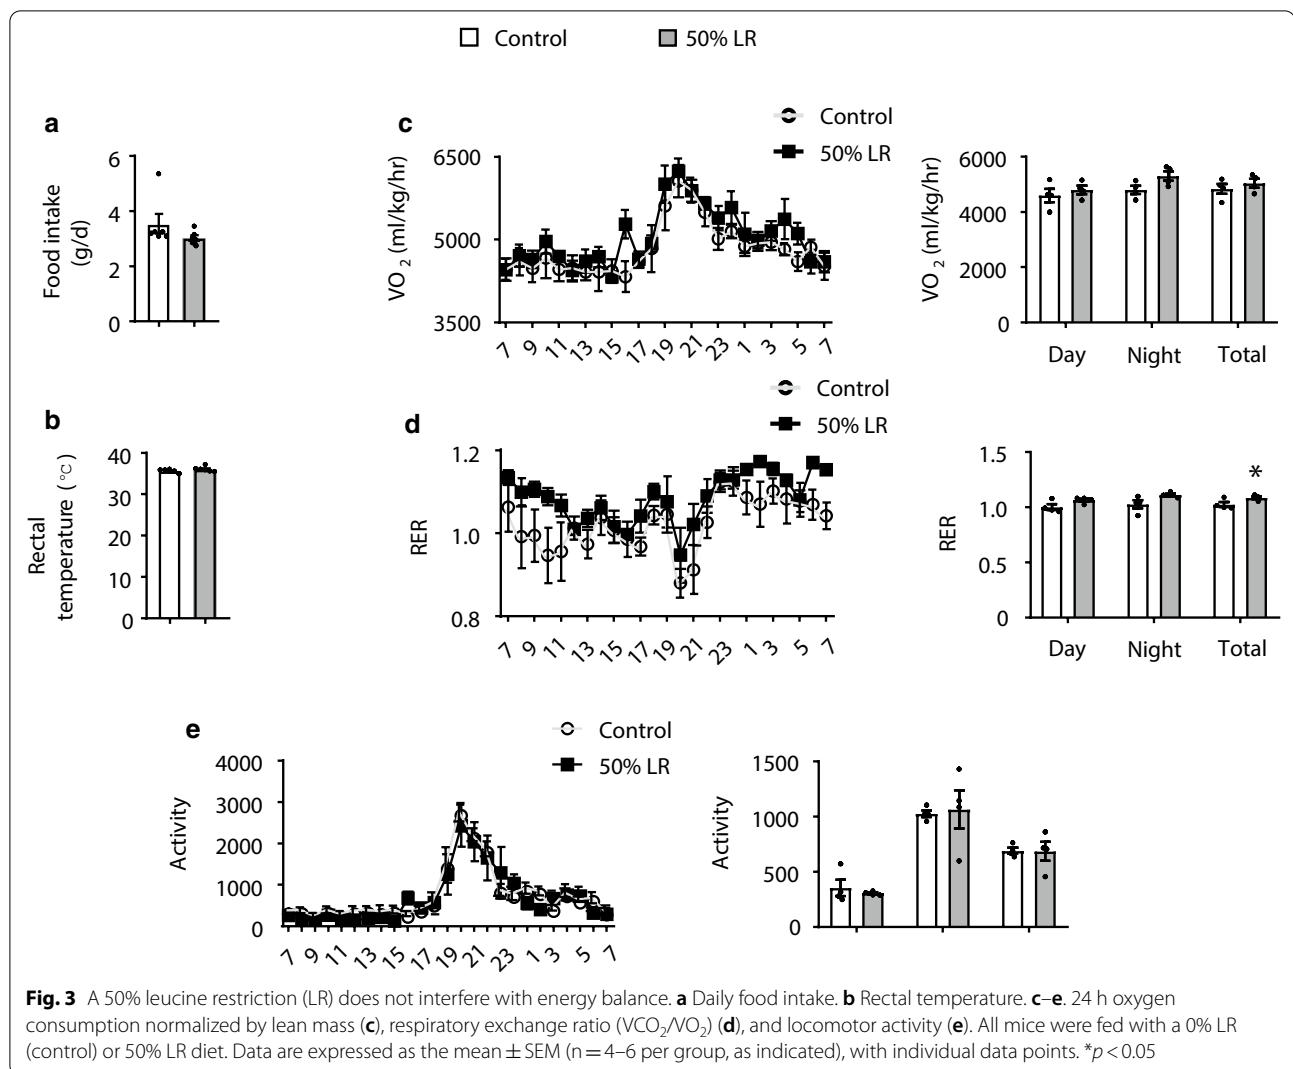 Control 50% LR
a
6
4
2
0
Food intake
(g/d)
c
Control
50% LR
6500
5000
3500
VO2 (ml/kg/hr)
7 9 11 13 15 17 19 21 23 1 3 5 7
6000
4000
2000
0
VO2 (ml/kg/hr)
Day Night Total
b
40
30
20
10
0
Rectal
temperature (℃)
d
Control
50% LR
1.2
1.0
0.8
RER
7 9 11 13 15 17 19 21 23 1 3 5 7
1.5
1.0
0.5
0
RER
*
Day Night Total
e
Control
50% LR
4000
3000
2000
1000
0
Activity
7 9 11 13 15 17 19 21 23 1 3 5 7
1500
1000
500
0
Activity
Fig. 3 A 50% leucine restriction (LR) does not interfere with energy balance. a Daily food intake. b Rectal temperature. c–e. 24 h oxygen
consumption normalized by lean mass (c), respiratory exchange ratio (VCO2/VO2) (d), and locomotor activity (e). All mice were fed with a 0% LR
(control) or 50% LR diet. Data are expressed as the mean ± SEM (n = 4–6 per group, as indicated), with individual data points. *p < 0.05